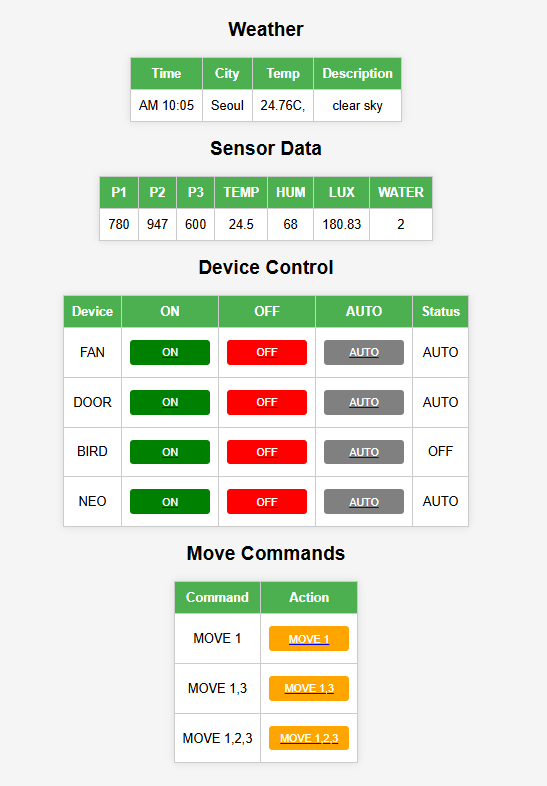 Weather
Time City Temp Description
AM 10:05 Seoul 24.76C, clear sky
Sensor Data
P1 P2 P3 TEMP HUM LUX WATER
780 947 600 24.5 68 180.83 2
Device Control
Device ON OFF AUTO Status
FAN ON OFF AUTO AUTO
DOOR ON OFF AUTO AUTO
BIRD ON OFF AUTO OFF
NEO ON OFF AUTO AUTO
Move Commands
Command Action
MOVE 1 MOVE 1
MOVE 1,3 MOVE 1,3
MOVE 1,2,3 MOVE 1,2,3